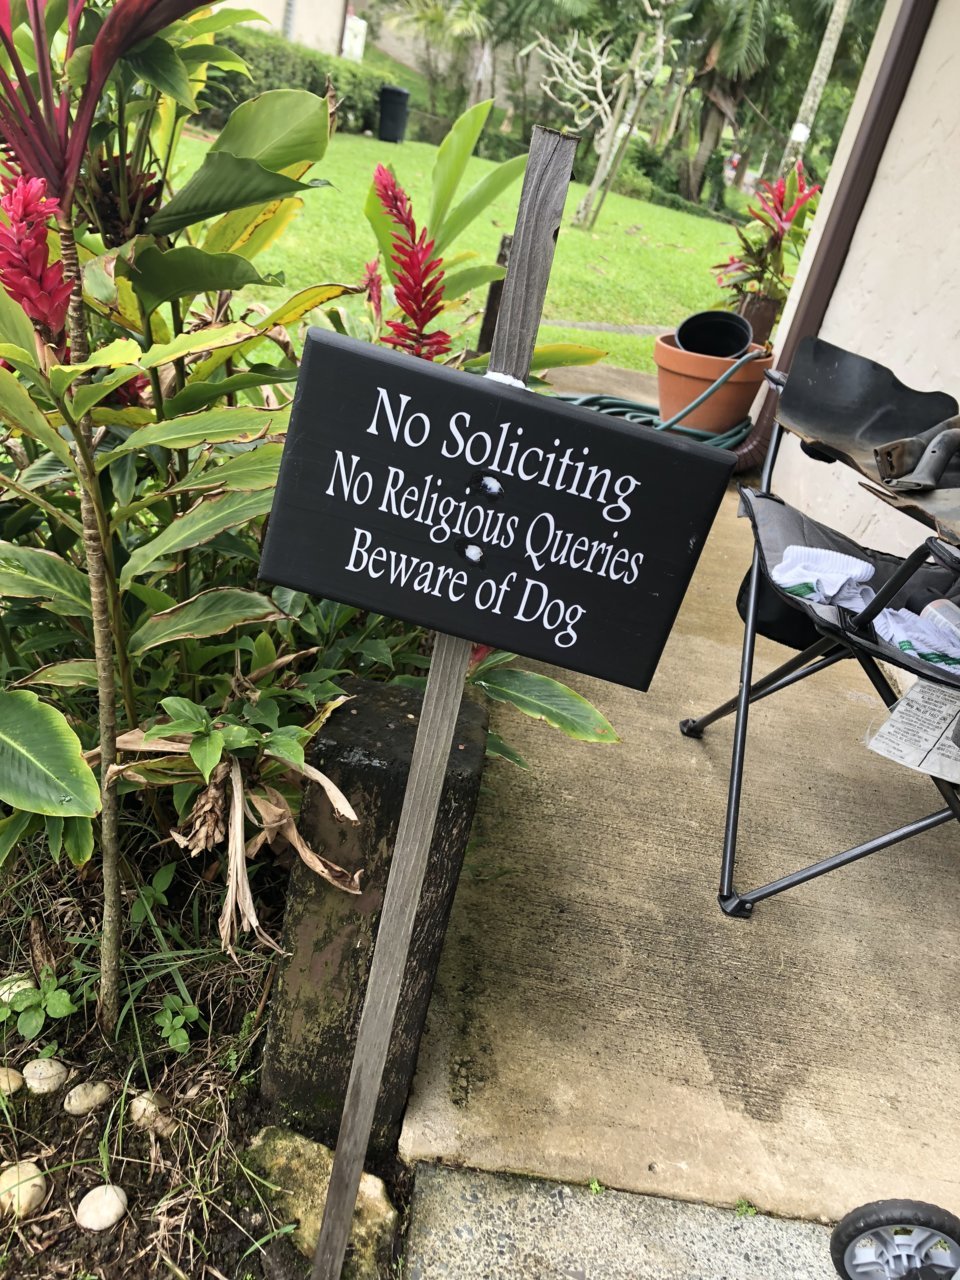 No Soliciting
No Religious Queries
Beware of Dog